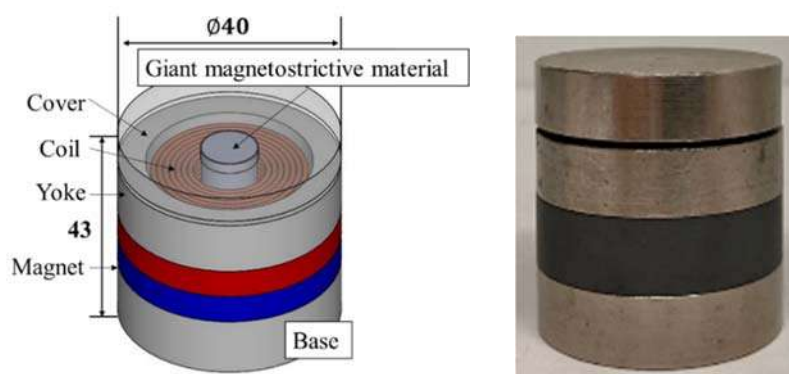 Ø40
Giant magnetostrictive material
Cover
Coil
Yoke
43
Magnet
Base